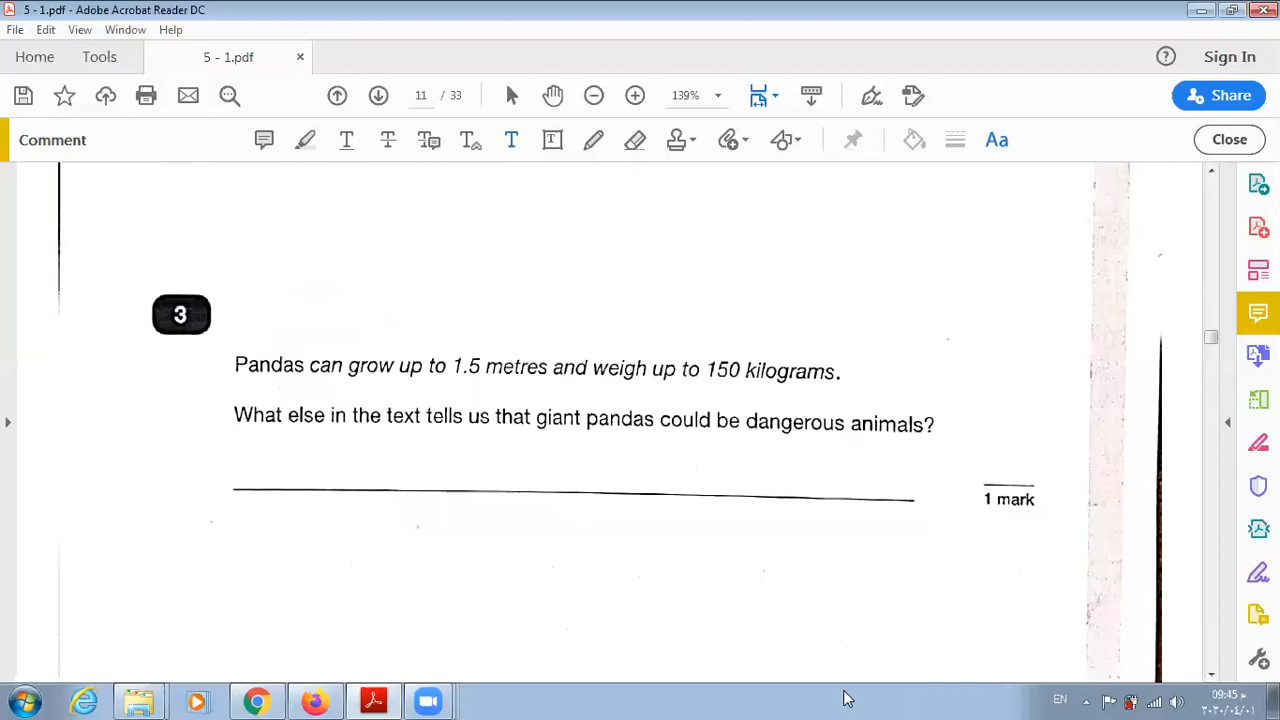 5 - 1.pdf - Adobe Acrobat Reader DC
File Edit View Window Help
Home Tools 5 - 1.pdf × Sign In
11 / 33 139% Share
Comment Close
3
Pandas can grow up to 1.5 metres and weigh up to 150 kilograms.
What else in the text tells us that giant pandas could be dangerous animals?
1 mark
EN
09:45 م
٢٠٢٠/٠٤/٠١